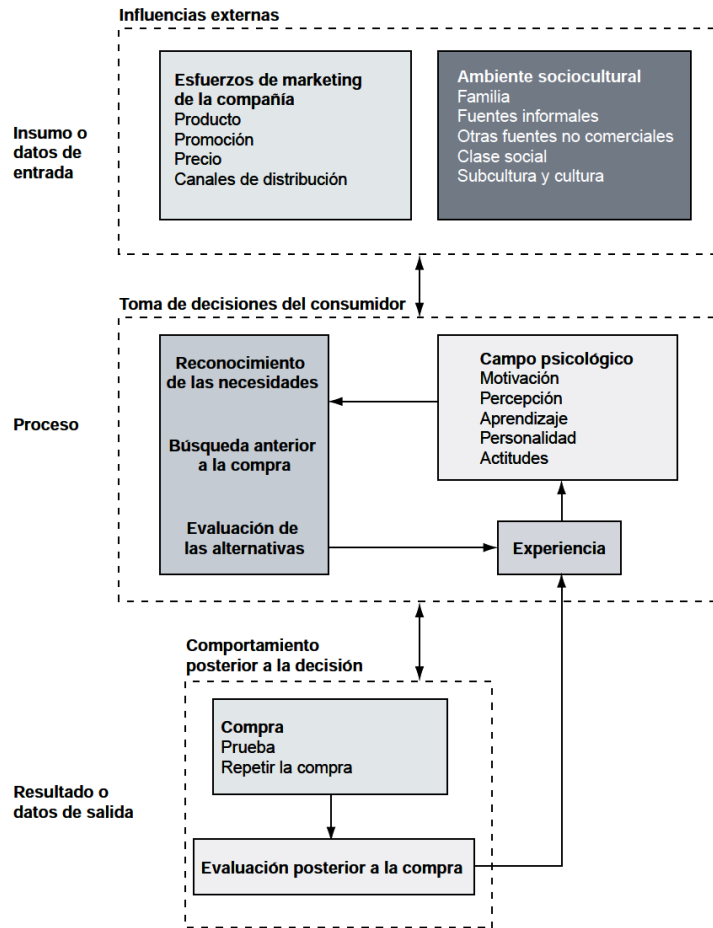 Influencias externas
Insumo o
datos de
entrada
Esfuerzos de marketing
de la compañía
Producto
Promoción
Precio
Canales de distribución
Ambiente sociocultural
Familia
Fuentes informales
Otras fuentes no comerciales
Clase social
Subcultura y cultura
Toma de decisiones del consumidor
Proceso
Reconocimiento
de las necesidades
Búsqueda anterior
a la compra
Evaluación de
las alternativas
Campo psicológico
Motivación
Percepción
Aprendizaje
Personalidad
Actitudes
Experiencia
Comportamiento
posterior a la decisión
Resultado o
datos de salida
Compra
Prueba
Repetir la compra
Evaluación posterior a la compra